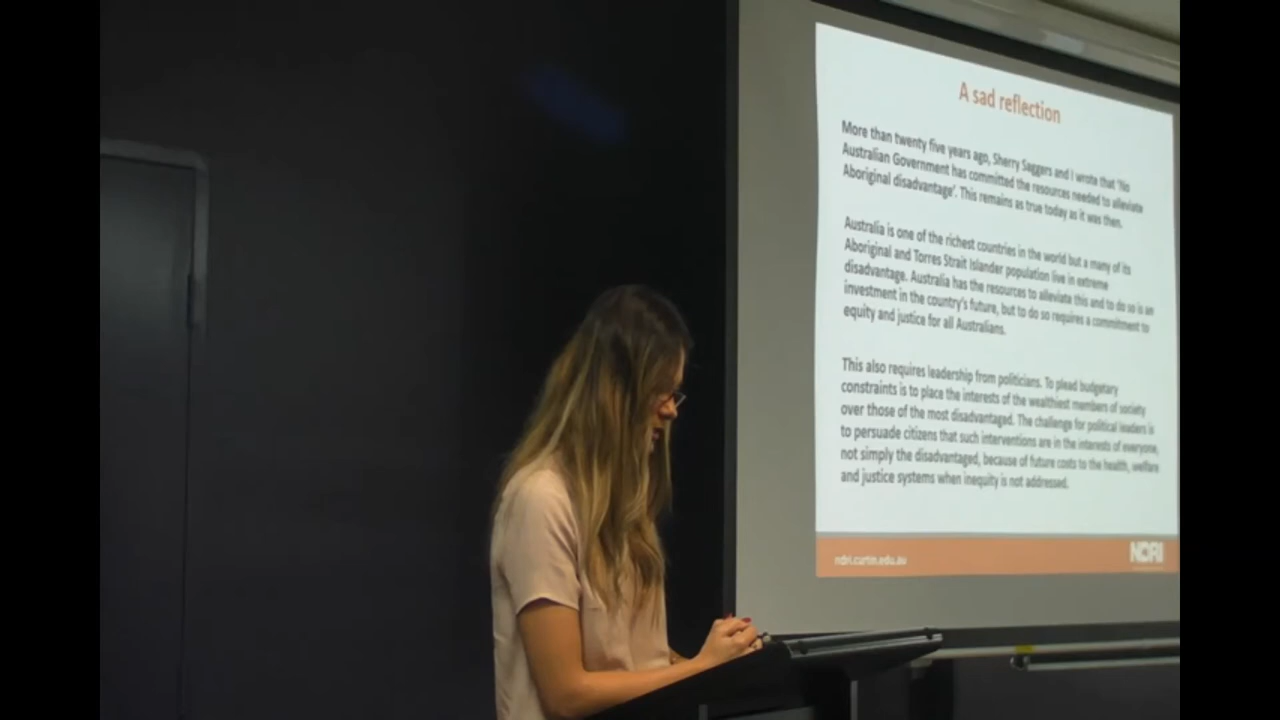 A sad reflection
More than twenty five years ago, Sherry Saggers and I wrote that 'No
Australian Government has committed the resources needed to alleviate
Aboriginal disadvantage'. This remains as true today as it was then.
Australia is one of the richest countries in the world but a many of its
Aboriginal and Torres Strait Islander population live in extreme
disadvantage. Australia has the resources to alleviate this and to do so is an
investment in the country's future, but to do so requires a commitment to
equity and justice for all Australians.
This also requires leadership from politicians. To plead budgetary
constraints is to place the interests of the wealthiest members of society
over those of the most disadvantaged. The challenge for political leaders is
to persuade citizens that such interventions are in the interests of everyone,
not simply the disadvantaged, because of future costs to the health, welfare
and justice systems when inequity is not addressed.
ndri.curtin.edu.au
NDRI